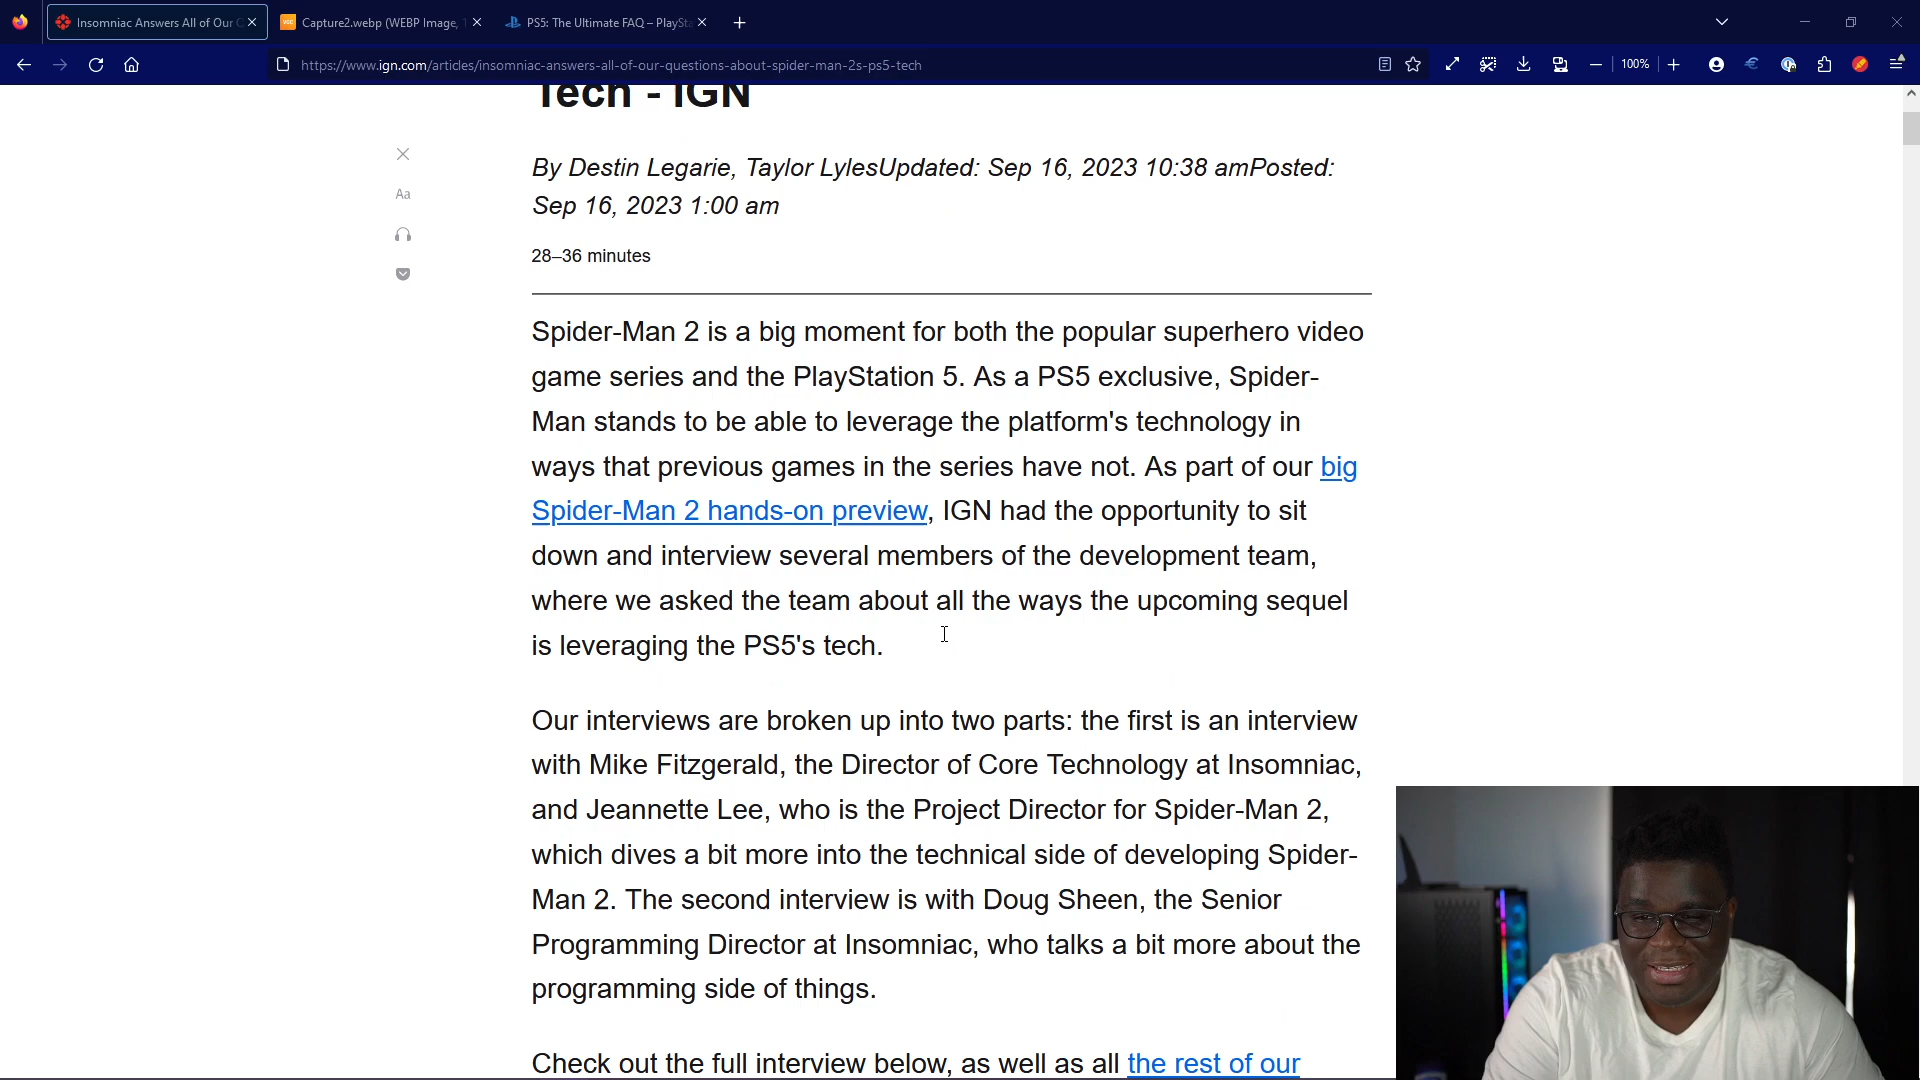 Insomniac Answers All of Our
Capture2.webp (WEBP Image,
PS5: The Ultimate FAQ – PlaySta
https://www.ign.com/articles/insomniac-answers-all-of-our-questions-about-spider-man-2s-ps5-tech
100%
Tech - IGN
By Destin Legarie, Taylor LylesUpdated: Sep 16, 2023 10:38 amPosted:
Sep 16, 2023 1:00 am
Aa
28–36 minutes
Spider-Man 2 is a big moment for both the popular superhero video
game series and the PlayStation 5. As a PS5 exclusive, Spider-
Man stands to be able to leverage the platform's technology in
ways that previous games in the series have not. As part of our big
Spider-Man 2 hands-on preview, IGN had the opportunity to sit
down and interview several members of the development team,
where we asked the team about all the ways the upcoming sequel
is leveraging the PS5's tech.
Our interviews are broken up into two parts: the first is an interview
with Mike Fitzgerald, the Director of Core Technology at Insomniac,
and Jeannette Lee, who is the Project Director for Spider-Man 2,
which dives a bit more into the technical side of developing Spider-
Man 2. The second interview is with Doug Sheen, the Senior
Programming Director at Insomniac, who talks a bit more about the
programming side of things.
Check out the full interview below, as well as all the rest of our